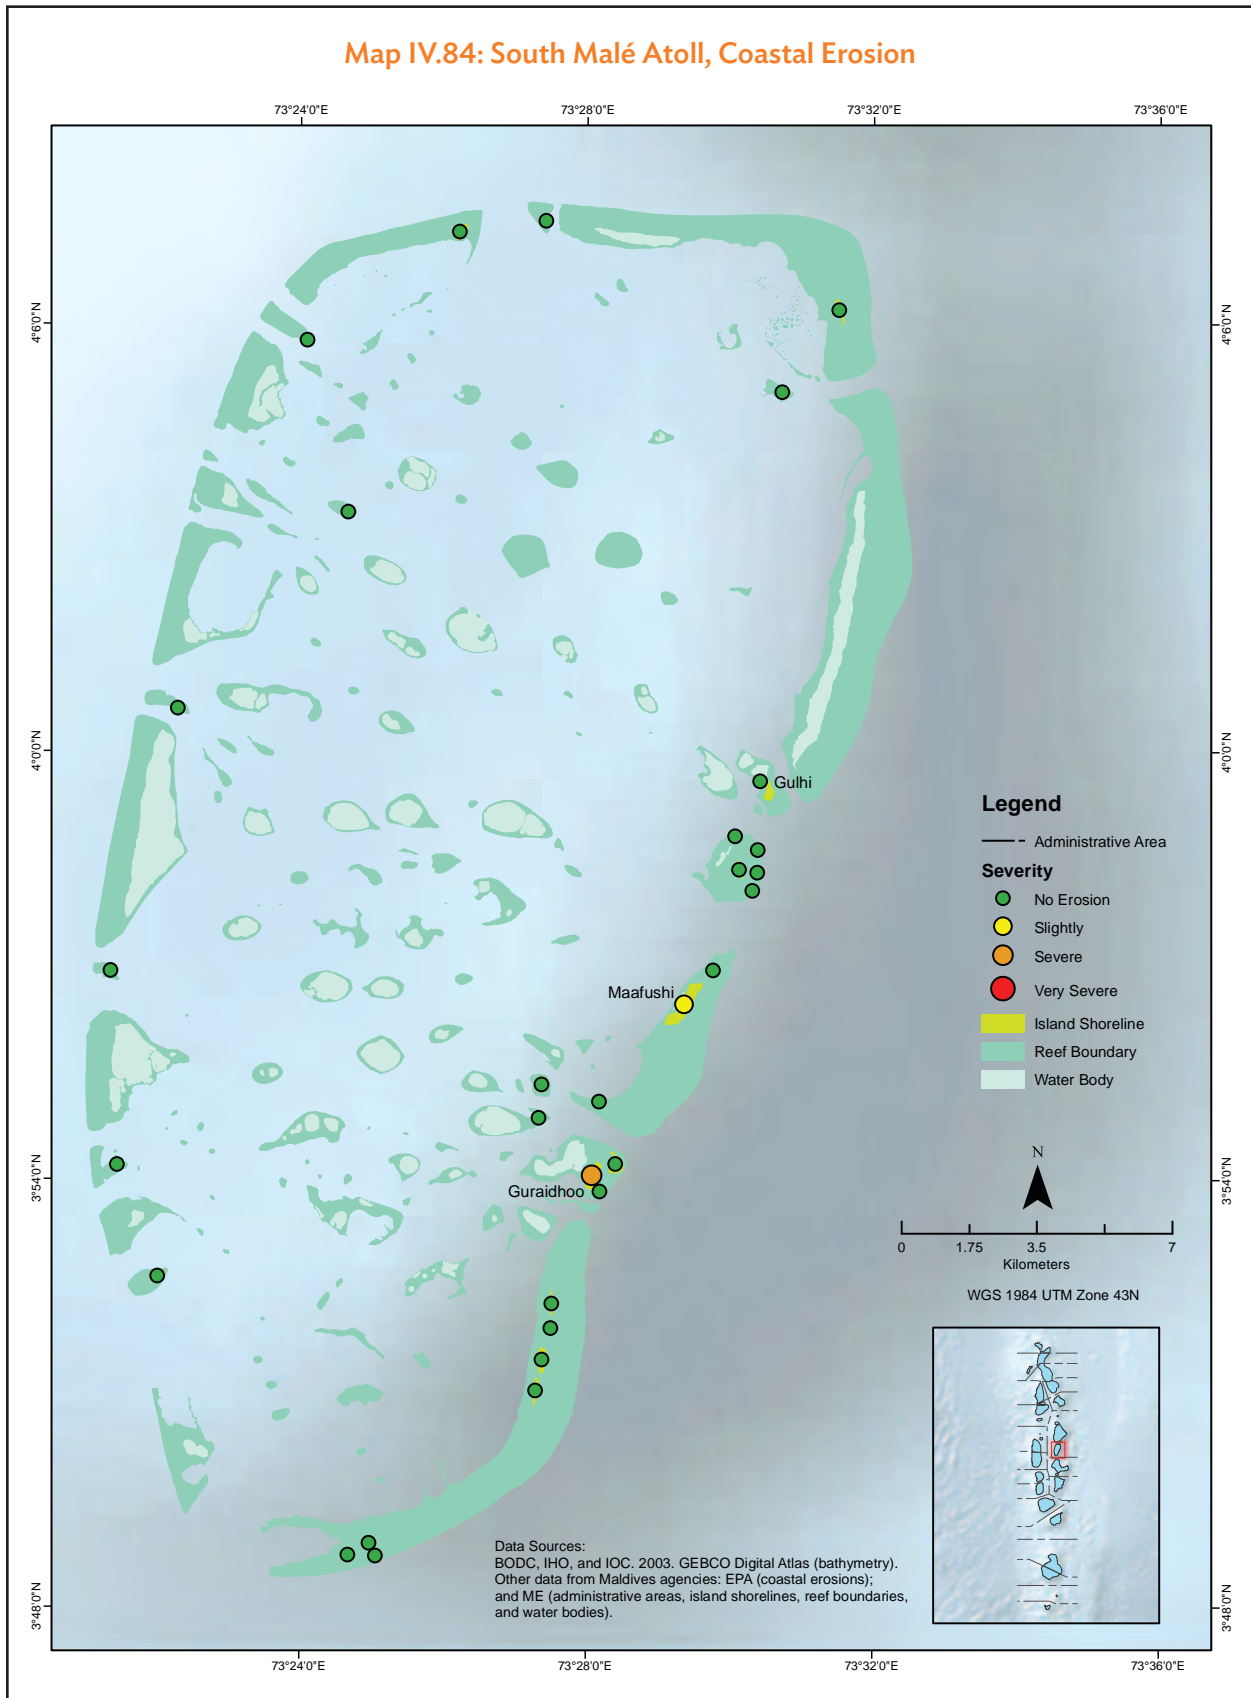 Map IV.84: South Malé Atoll, Coastal Erosion
73°24'0"E
73°28'0"E
73°32'0"E
73°36'0"E
4°6'0"N
4°6'0"N
4°0'0"N
4°0'0"N
Gulhi
Legend
Administrative Area
Severity
No Erosion
Slightly
Severe
Very Severe
Island Shoreline
Reef Boundary
Water Body
Maafushi
3°54'0"N
3°54'0"N
Guraidhoo
N
0 1.75 3.5 7
Kilometers
WGS 1984 UTM Zone 43N
Data Sources:
BODC, IHO, and IOC. 2003. GEBCO Digital Atlas (bathymetry).
Other data from Maldives agencies: EPA (coastal erosions);
and ME (administrative areas, island shorelines, reef boundaries,
and water bodies).
3°48'0"N
3°48'0"N
73°24'0"E
73°28'0"E
73°32'0"E
73°36'0"E